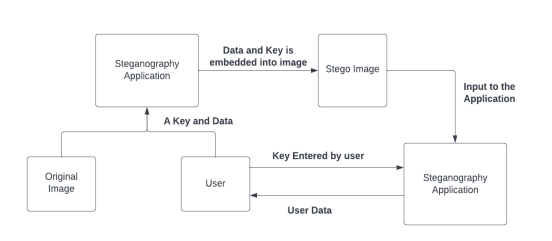 Steganography
Application
Data and Key is
embedded into image
Stego Image
Input to the
Application
A Key and Data
Original
Image
User
Key Entered by user
User Data
Steganography
Application